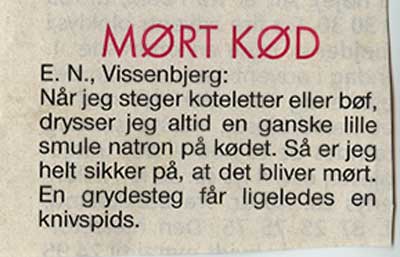 MØRT KØD
E. N., Vissenbjerg:
Når jeg steger koteletter eller bøf,
drysser jeg altid en ganske lille
smule natron på kødet. Så er jeg
helt sikker på, at det bliver mørt.
En grydesteg får ligeledes en
knivspids.